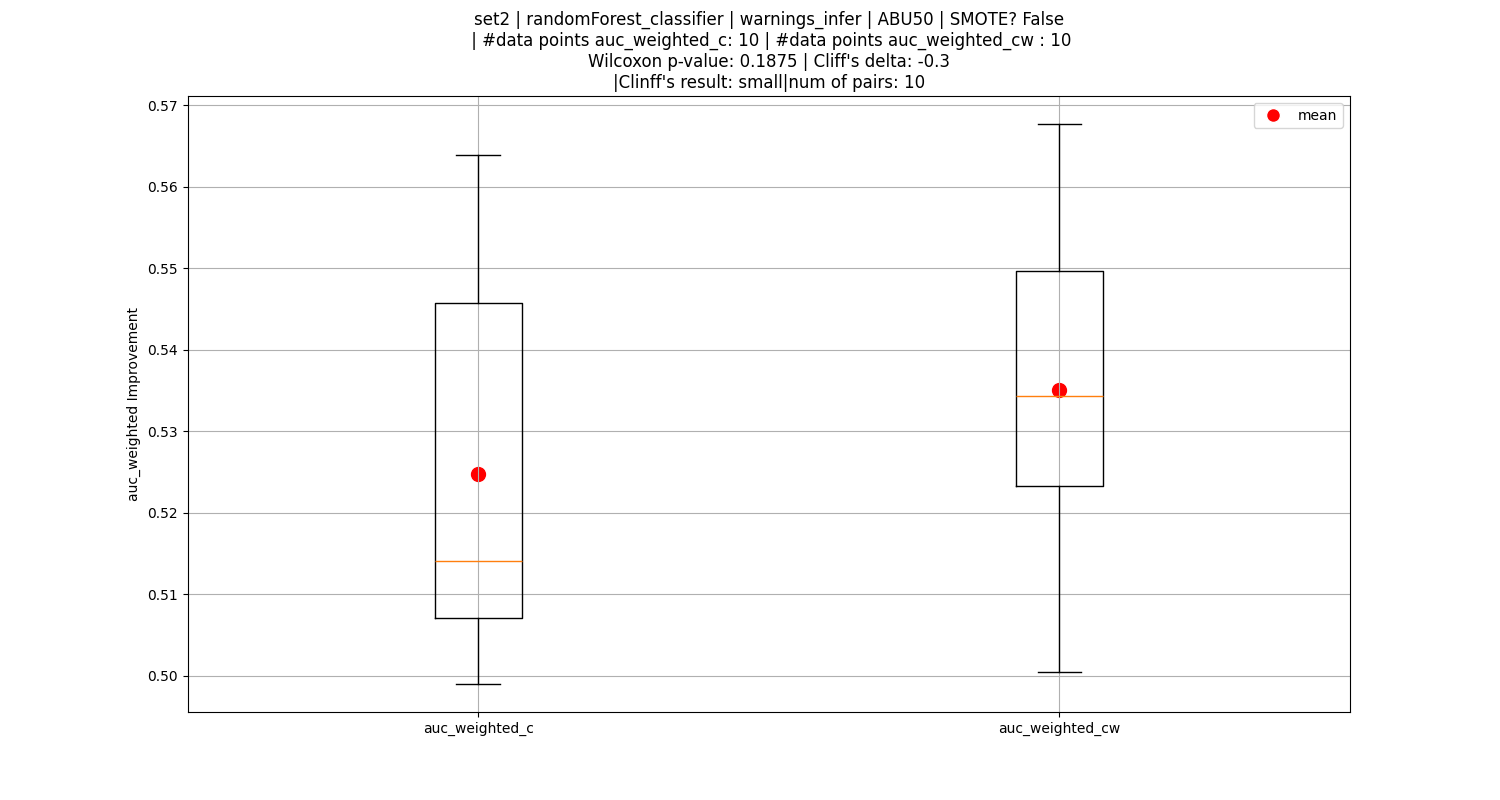 set2 | randomForest_classifier | warnings_infer | ABU50 | SMOTE? False
| #data points auc_weighted_c: 10 | #data points auc_weighted_cw : 10
Wilcoxon p-value: 0.1875 | Cliff's delta: -0.3
|Clinff's result: small|num of pairs: 10
mean
0.57
0.56
0.55
0.54
0.53
0.52
0.51
0.50
auc_weighted Improvement
auc_weighted_c
auc_weighted_cw